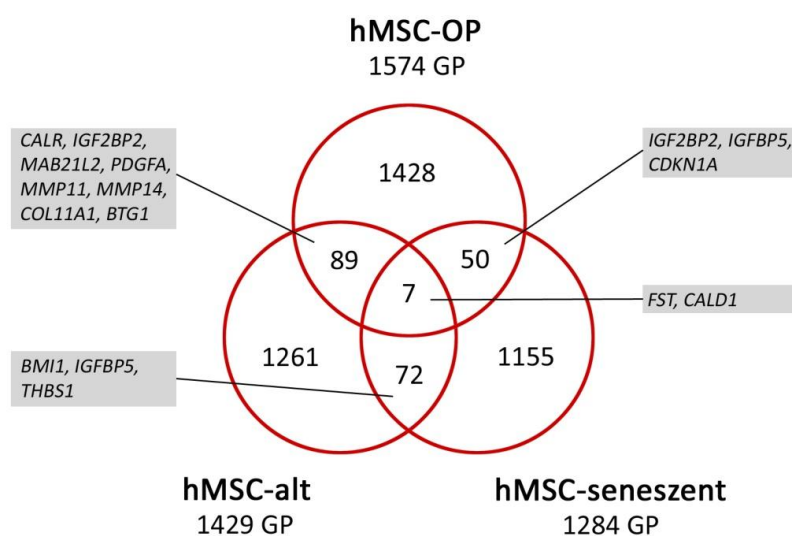 hMSC-OP
1574 GP
CALR, IGF2BP2,
MAB21L2, PDGFA,
MMP11, MMP14,
COL11A1, BTG1
IGF2BP2, IGFBP5,
CDKN1A
1428
89
50
7
FST, CALD1
1261
72
1155
BMI1, IGFBP5,
THBS1
hMSC-alt
1429 GP
hMSC-seneszent
1284 GP